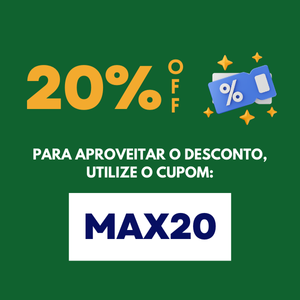 20% OFF
%
PARA APROVEITAR O DESCONTO,
UTILIZE O CUPOM:
MAX20